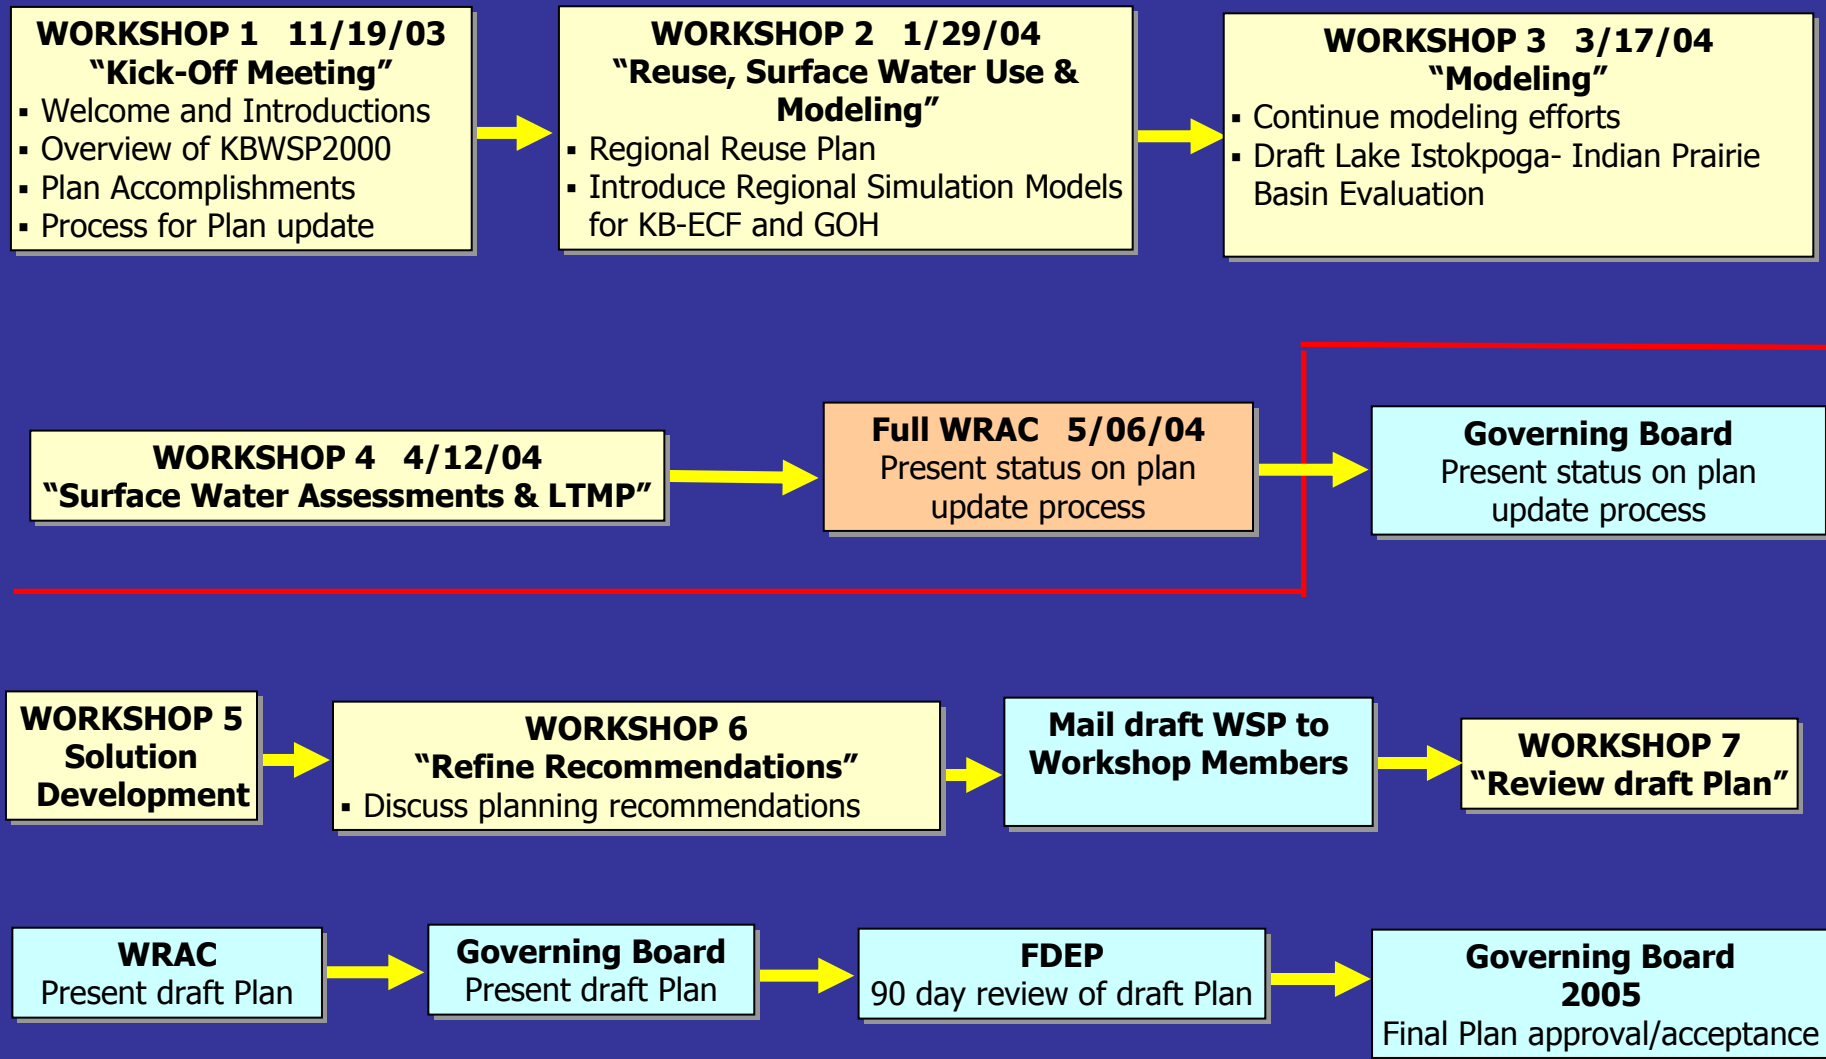 WORKSHOP 1 11/19/03
“Kick-Off Meeting”
▪ Welcome and Introductions
▪ Overview of KBWSP2000
▪ Plan Accomplishments
▪ Process for Plan update
WORKSHOP 2 1/29/04
“Reuse, Surface Water Use &
Modeling”
▪ Regional Reuse Plan
▪ Introduce Regional Simulation Models
for KB-ECF and GOH
WORKSHOP 3 3/17/04
“Modeling”
▪ Continue modeling efforts
▪ Draft Lake Istokpoga- Indian Prairie
Basin Evaluation
WORKSHOP 4 4/12/04
“Surface Water Assessments & LTMP”
Full WRAC 5/06/04
Present status on plan
update process
Governing Board
Present status on plan
update process
WORKSHOP 5
Solution
Development
WORKSHOP 6
“Refine Recommendations”
▪ Discuss planning recommendations
Mail draft WSP to
Workshop Members
WORKSHOP 7
“Review draft Plan”
WRAC
Present draft Plan
Governing Board
Present draft Plan
FDEP
90 day review of draft Plan
Governing Board
2005
Final Plan approval/acceptance